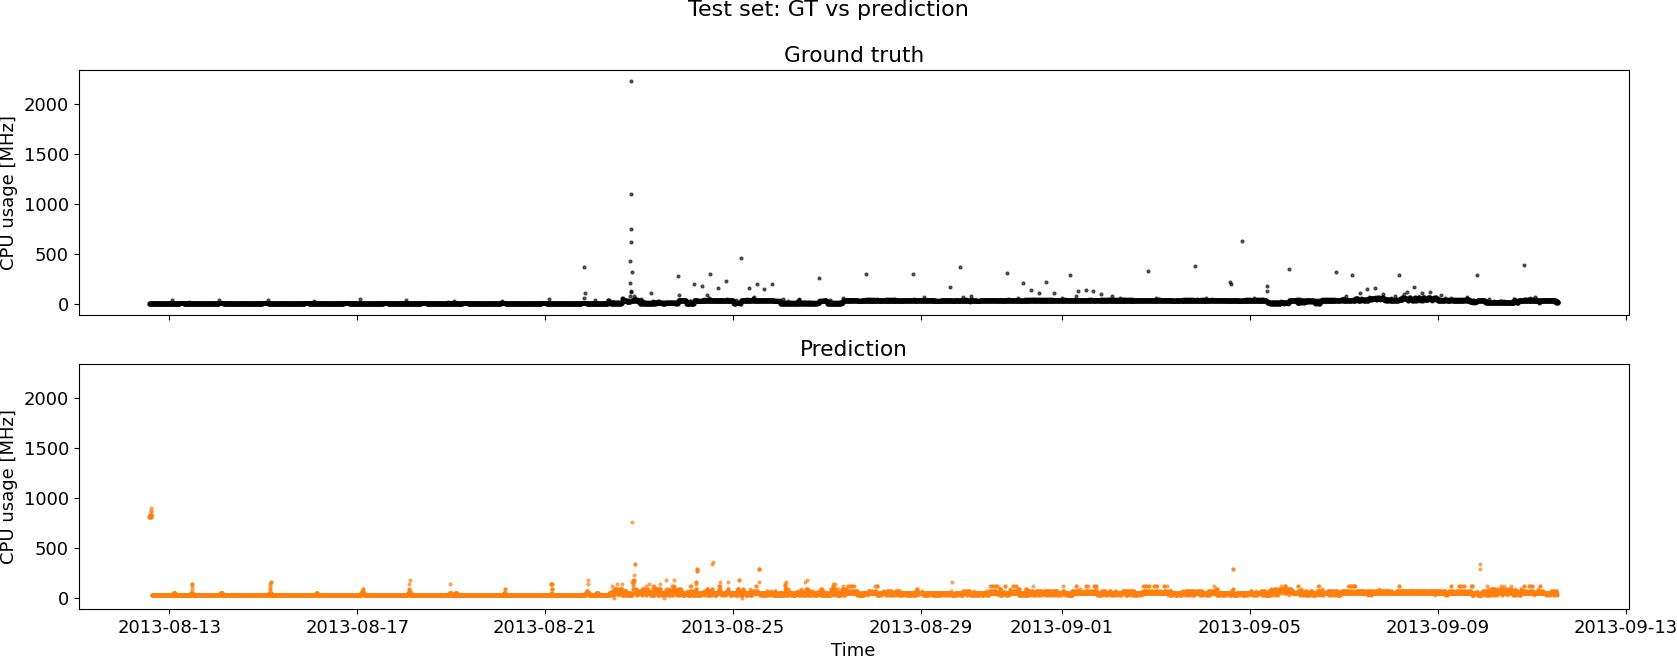 Test set: GT vs prediction
Ground truth
CPU usage [MHz]
2000
1500
1000
500
0
Prediction
CPU usage [MHz]
2000
1500
1000
500
0
2013-08-13 2013-08-17 2013-08-21 2013-08-25 2013-08-29 2013-09-01 2013-09-05 2013-09-09 2013-09-13
Time